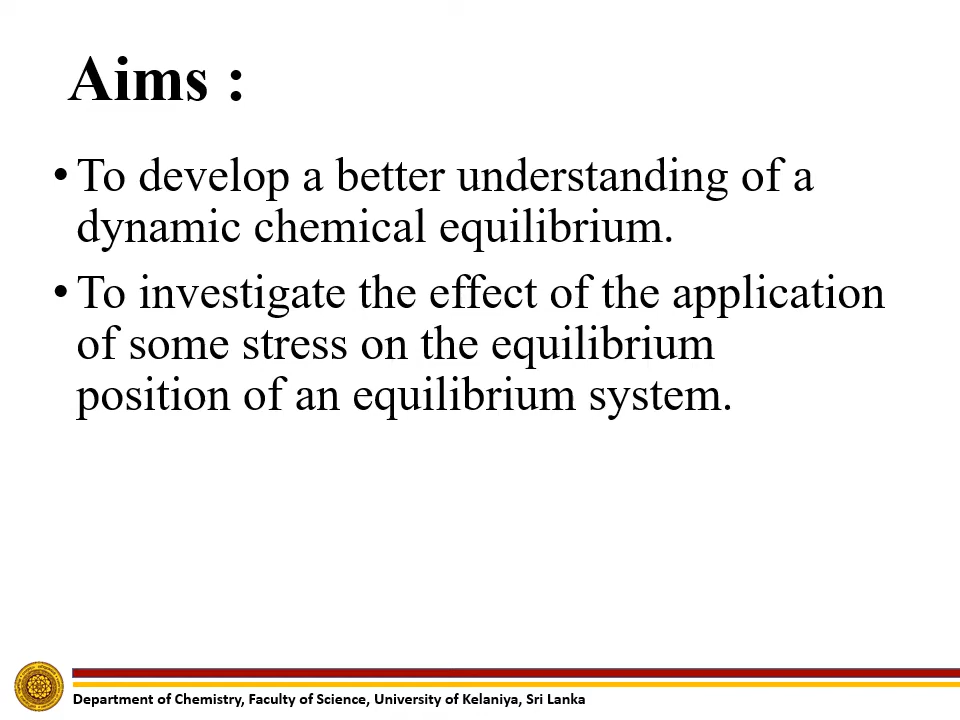 Aims :
• To develop a better understanding of a
dynamic chemical equilibrium.
• To investigate the effect of the application
of some stress on the equilibrium
position of an equilibrium system.
Department of Chemistry, Faculty of Science, University of Kelaniya, Sri Lanka